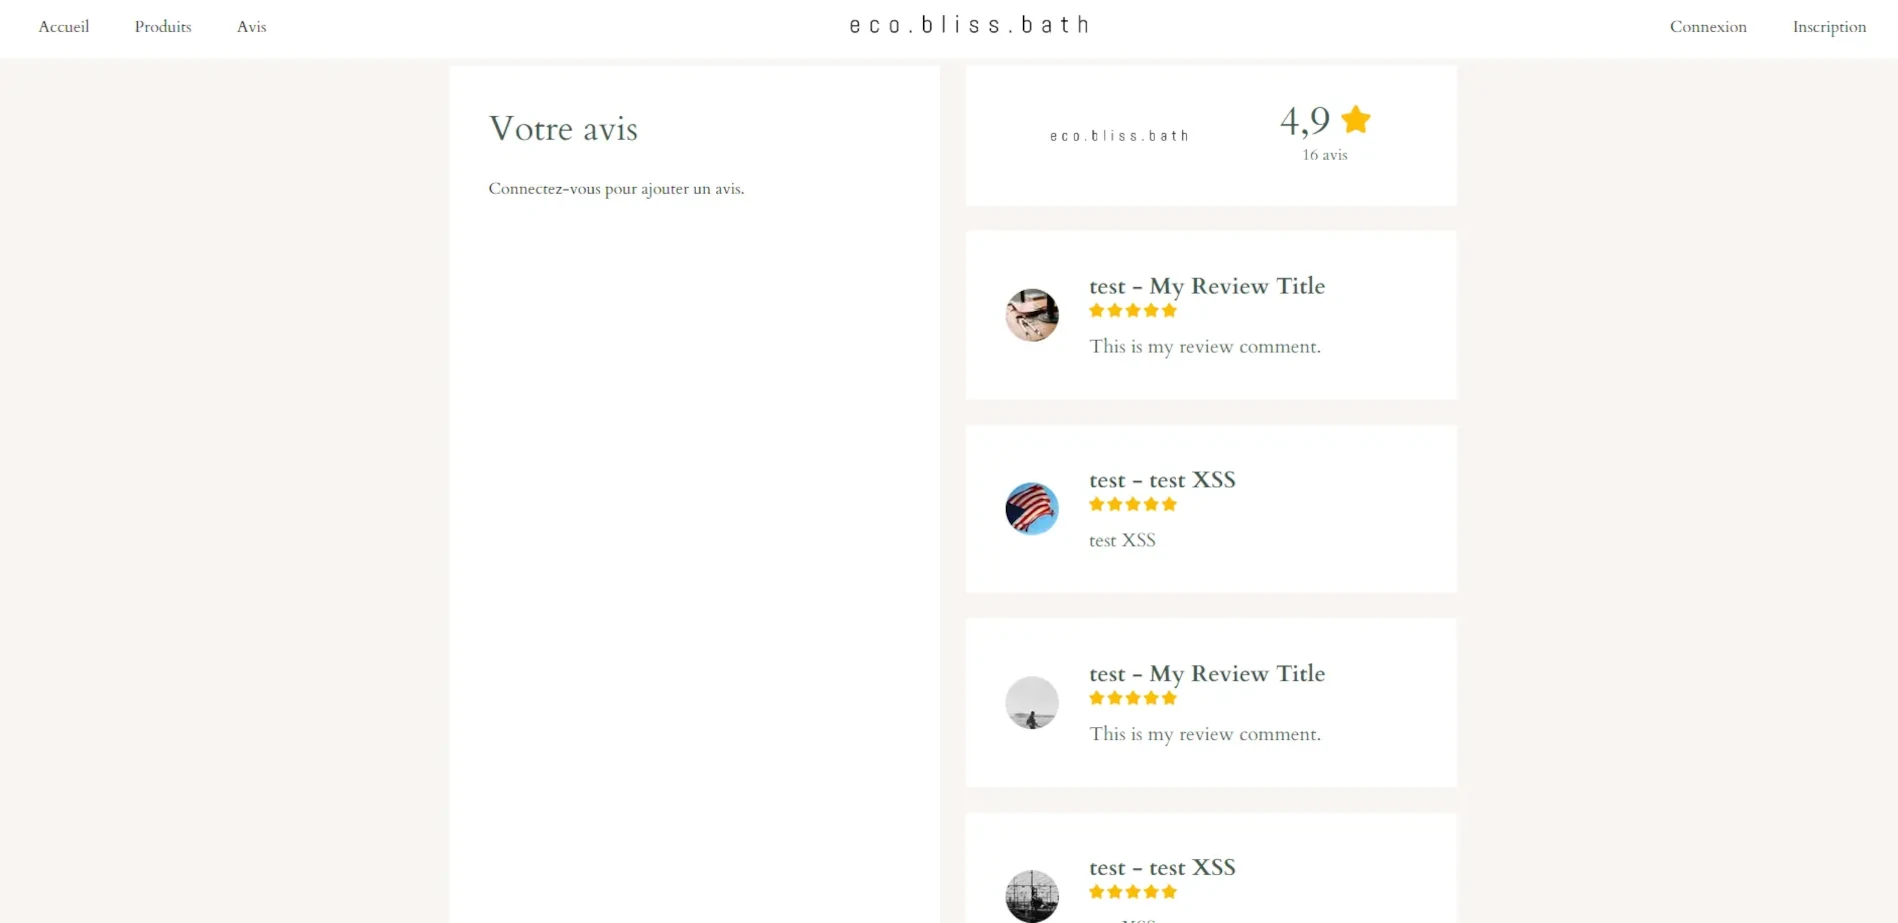 Accueil Produits Avis eco.bliss.bath Connexion Inscription
Votre avis
Connectez-vous pour ajouter un avis.
eco.bliss.bath
4,9
16 avis
test - My Review Title
This is my review comment.
test - test XSS
test XSS
test - My Review Title
This is my review comment.
test - test XSS